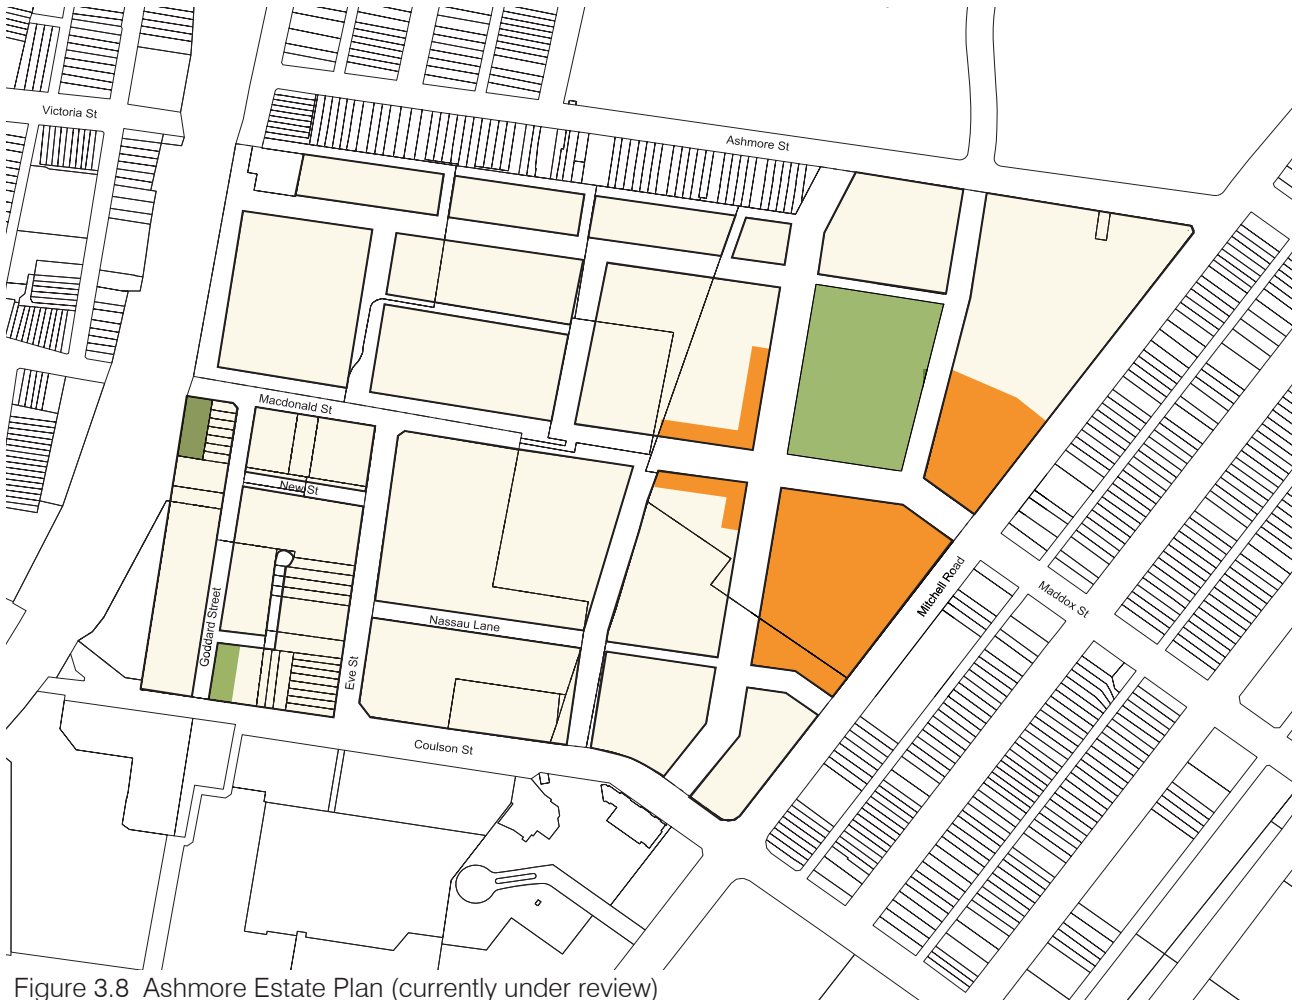 Victoria St
Ashmore St
Macdonald St
New St
Goddard Street
Nassau Lane
Eve St
Mitchell Road
Maddox St
Coulson St
Figure 3.8 Ashmore Estate Plan (currently under review)